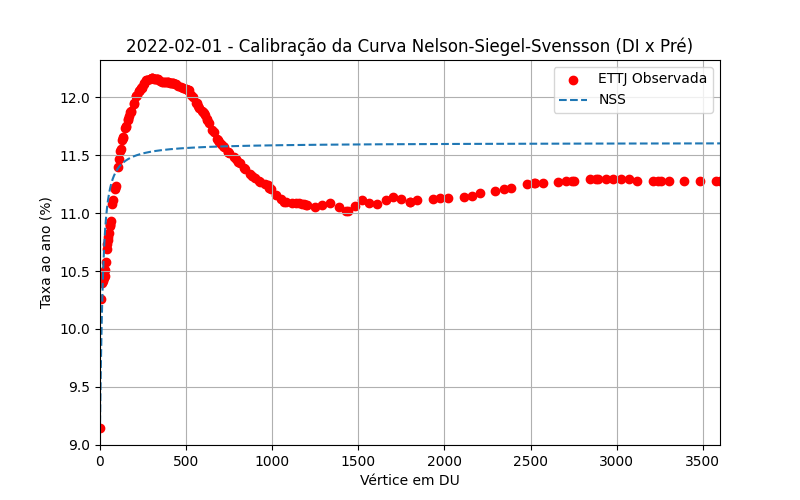 2022-02-01 - Calibração da Curva Nelson-Siegel-Svensson (DI x Pré)
ETTJ Observada
NSS
Taxa ao ano (%)
12.0
11.5
11.0
10.5
10.0
9.5
9.0
0 500 1000 1500 2000 2500 3000 3500
Vértice em DU